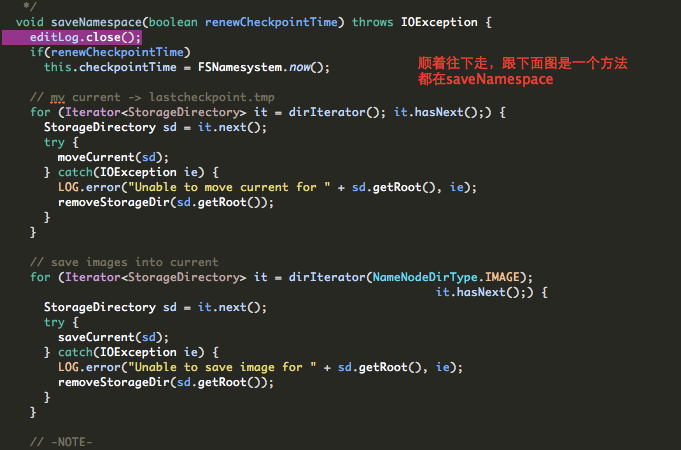 */
void saveNamespace(boolean renewCheckpointTime) throws IOException {
editLog.close();
if(renewCheckpointTime)
this.checkpointTime = FSNamesystem.now();
顺着往下走，跟下面图是一个方法
都在saveNamespace
// mv current -> lastcheckpoint.tmp
for (Iterator<StorageDirectory> it = dirIterator(); it.hasNext();) {
StorageDirectory sd = it.next();
try {
moveCurrent(sd);
} catch(IOException ie) {
LOG.error("Unable to move current for " + sd.getRoot(), ie);
removeStorageDir(sd.getRoot());
}
}
// save images into current
for (Iterator<StorageDirectory> it = dirIterator(NameNodeDirType.IMAGE);
it.hasNext();) {
StorageDirectory sd = it.next();
try {
saveCurrent(sd);
} catch(IOException ie) {
LOG.error("Unable to save image for " + sd.getRoot(), ie);
removeStorageDir(sd.getRoot());
}
}
// -NOTE-